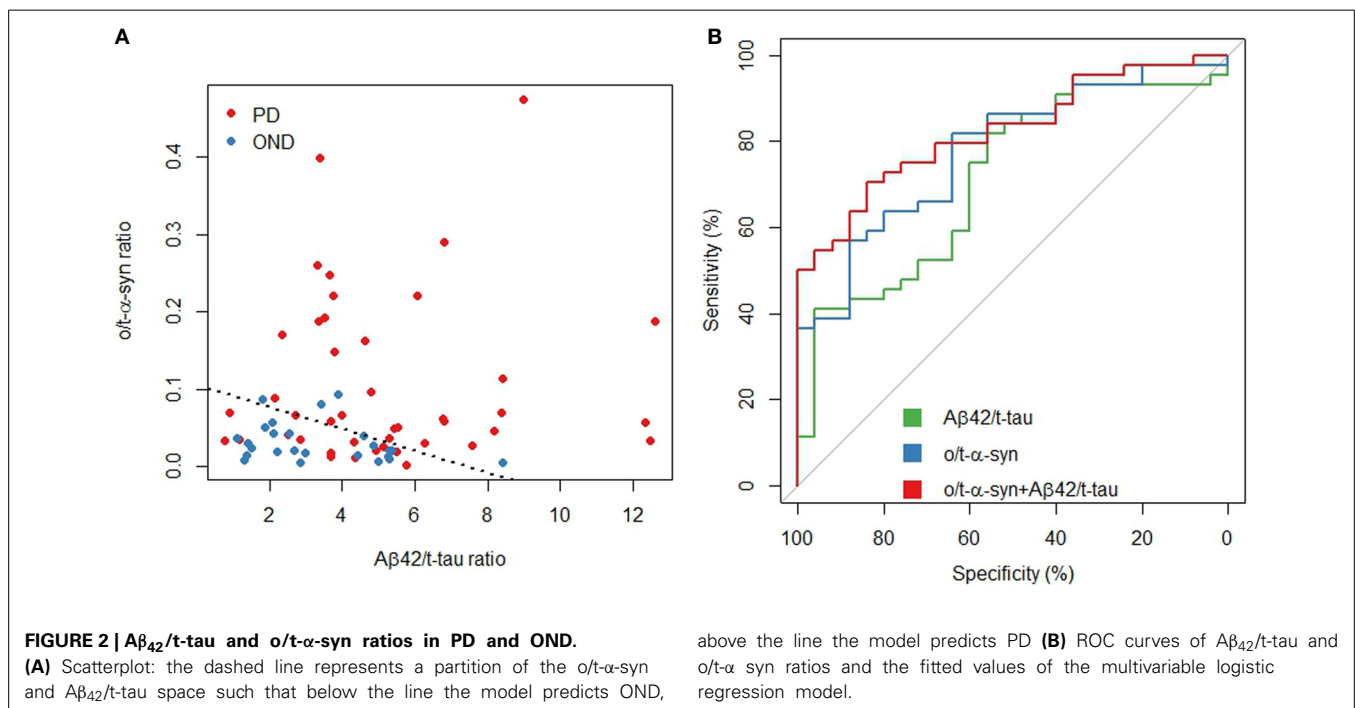 A
PD
OND
0.4
0.3
0.2
0.1
0.0
o/t-α-syn ratio
2 4 6 8 10 12
Aβ42/t-tau ratio
B
100
80
60
40
20
0
Sensitivity (%)
Aβ42/t-tau
o/t-α-syn
o/t-α-syn+Aβ42/t-tau
100 80 60 40 20 0
Specificity (%)
FIGURE 2 | Aβ42/t-tau and o/t-α-syn ratios in PD and OND.
(A) Scatterplot: the dashed line represents a partition of the o/t-α-syn
and Aβ42/t-tau space such that below the line the model predicts OND,
above the line the model predicts PD (B) ROC curves of Aβ42/t-tau and
o/t-α syn ratios and the fitted values of the multivariable logistic
regression model.